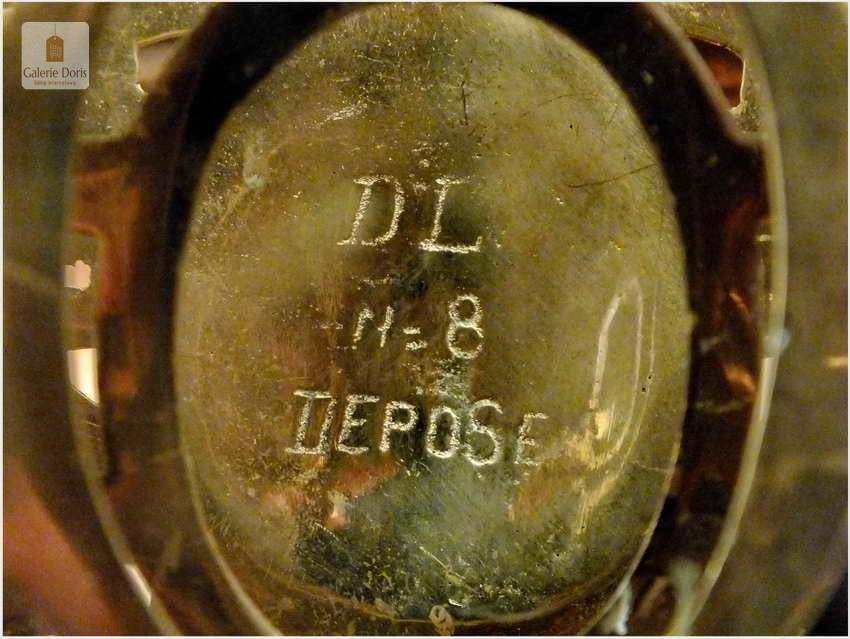 Galerie Doris
DL
N= 8
DEPOSE